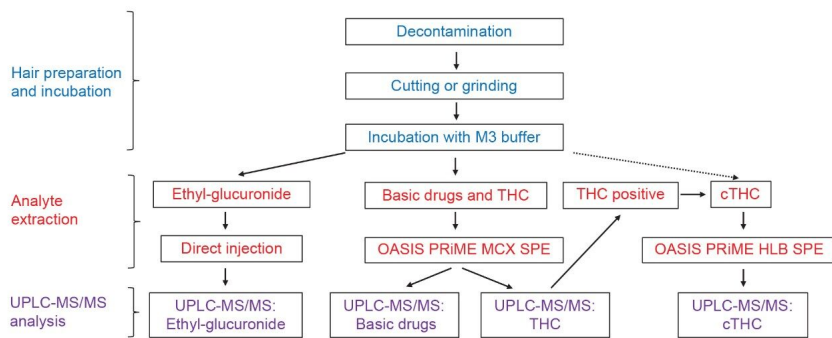 Decontamination
Hair preparation
and incubation
Cutting or grinding
Incubation with M3 buffer
Analyte
extraction
Ethyl-glucuronide
Basic drugs and THC
THC positive
cTHC
Direct injection
OASIS PRiME MCX SPE
OASIS PRiME HLB SPE
UPLC-MS/MS
analysis
UPLC-MS/MS:
Ethyl-glucuronide
UPLC-MS/MS:
Basic drugs
UPLC-MS/MS:
THC
UPLC-MS/MS:
cTHC